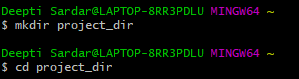 Deepti Sardar@LAPTOP-8RR3PDLU MINGW64 ~
$ mkdir project_dir
Deepti Sardar@LAPTOP-8RR3PDLU MINGW64 ~
$ cd project_dir